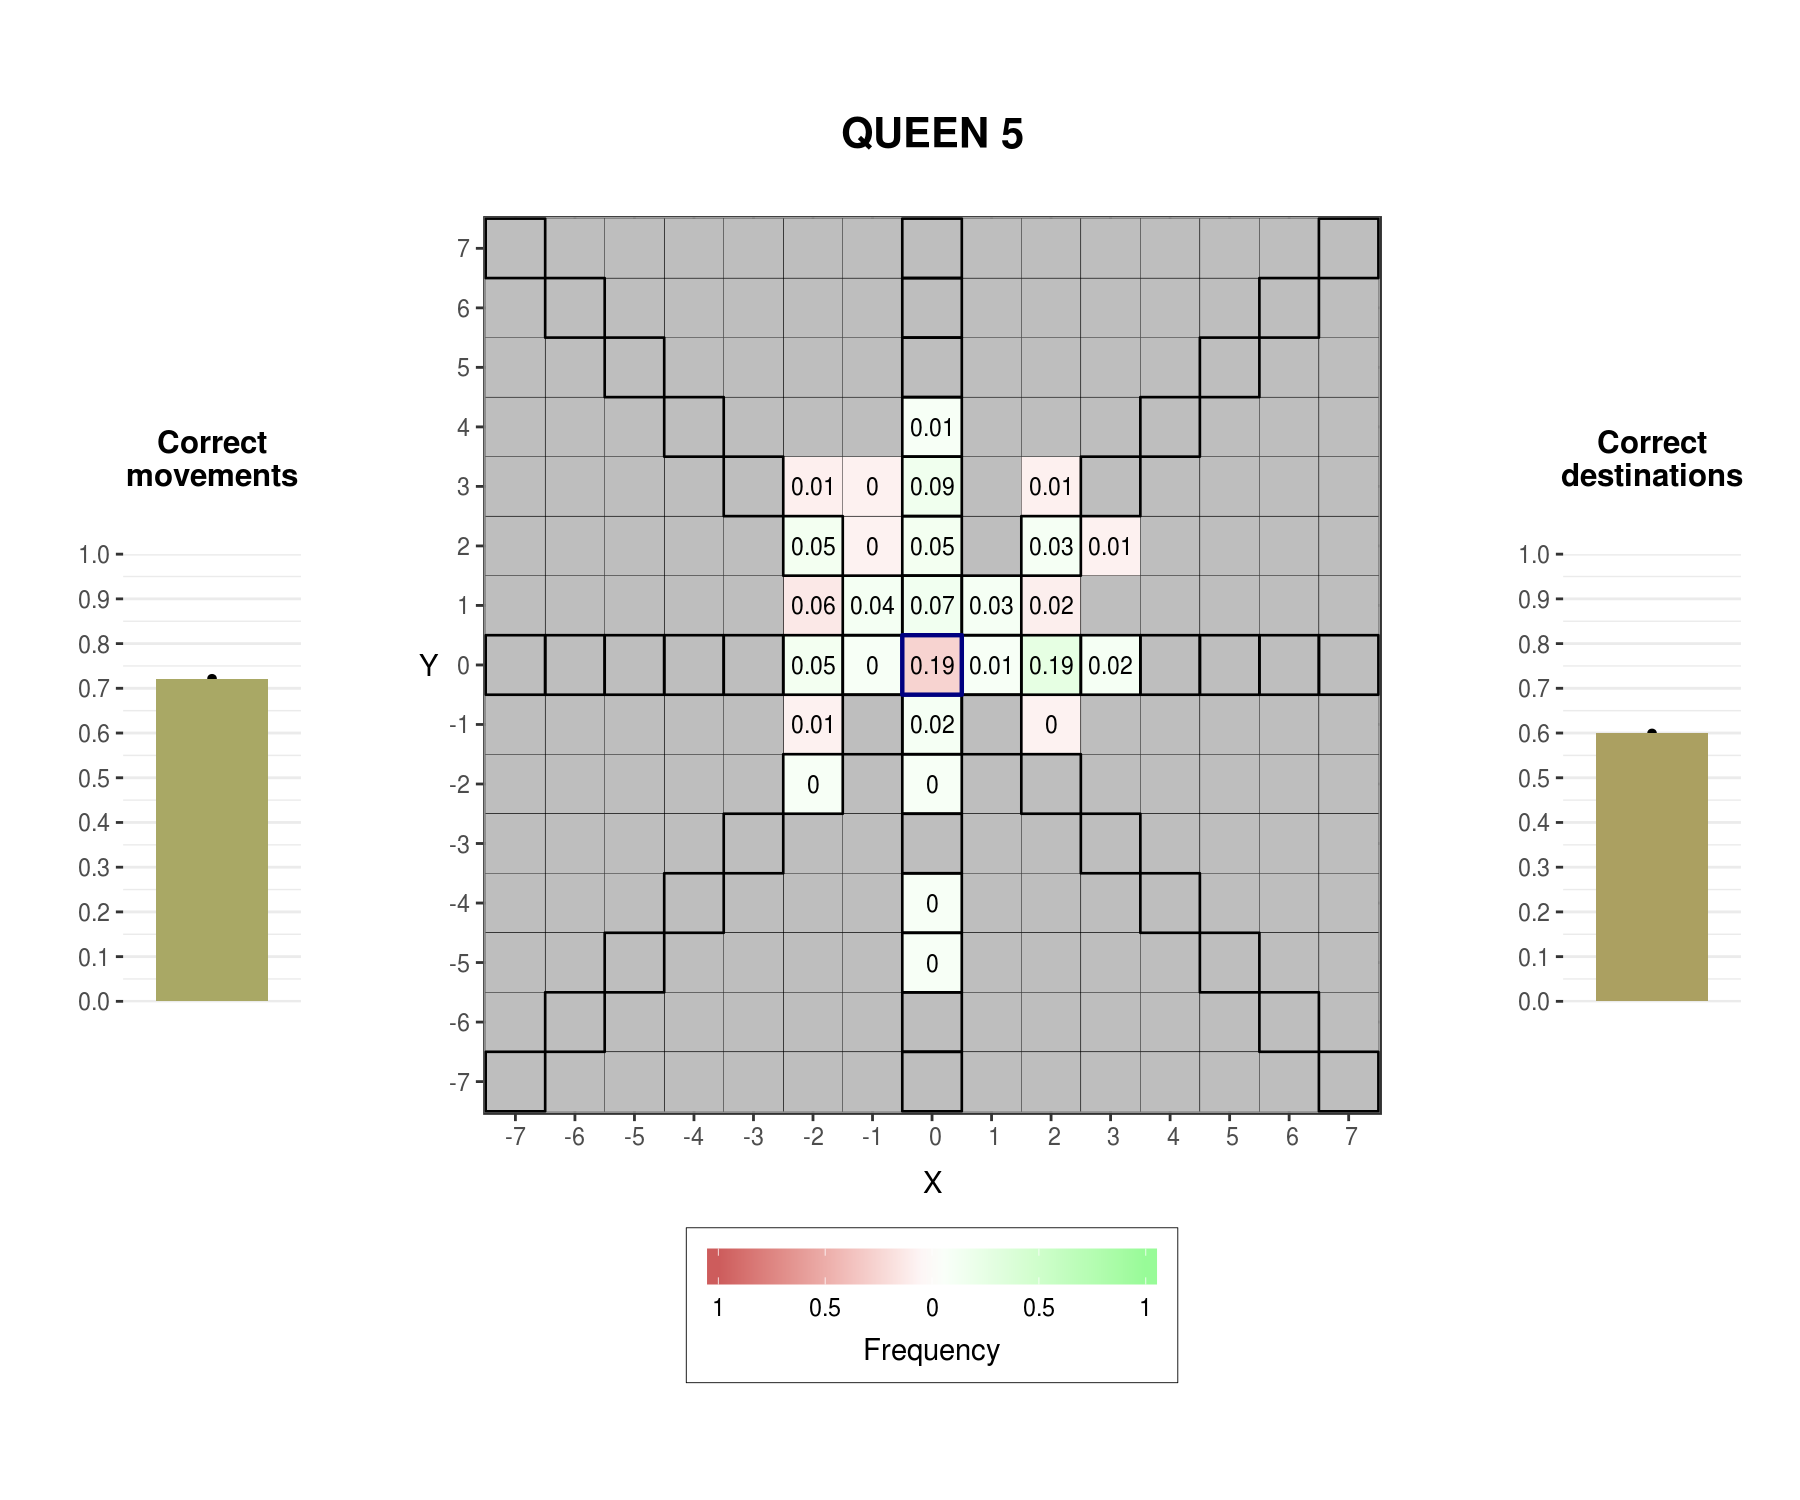 QUEEN 5
Correct
movements
1.0
0.9
0.8
0.7
0.6
0.5
0.4
0.3
0.2
0.1
0.0
Y
7
6
5
4 0.01
3 0.01 0 0.09 0.01
2 0.05 0 0.05 0.03 0.01
1 0.06 0.04 0.07 0.03 0.02
0 0.05 0 0.19 0.01 0.19 0.02
-1 0.01 0.02 0
-2 0 0
-3
-4 0
-5 0
-6
-7
-7 -6 -5 -4 -3 -2 -1 0 1 2 3 4 5 6 7
X
1 0.5 0 0.5 1
Frequency
Correct
destinations
1.0
0.9
0.8
0.7
0.6
0.5
0.4
0.3
0.2
0.1
0.0